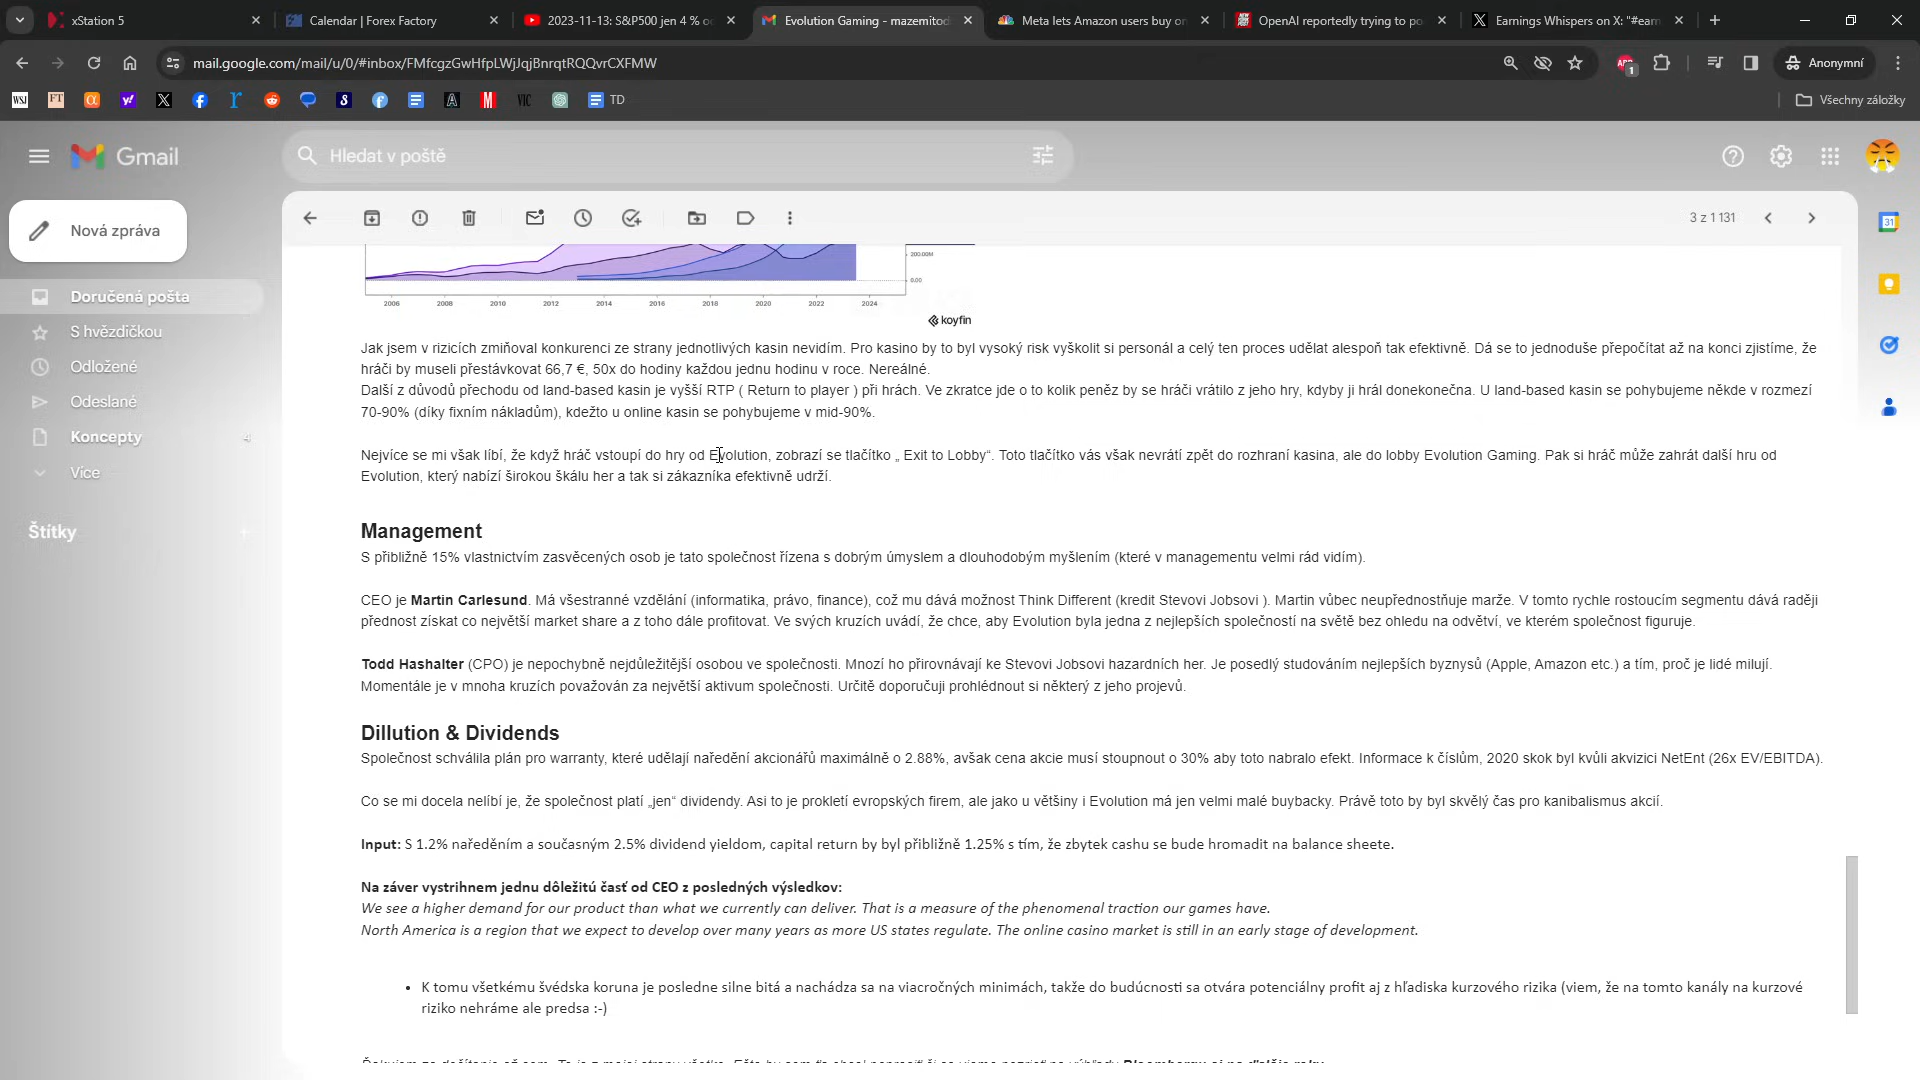 xStation 5
Calendar | Forex Factory
2023-11-13: S&P500 jen 4 % o
Evolution Gaming - mazemitod
Meta lets Amazon users buy on
OpenAI reportedly trying to po
Earnings Whispers on X: "#earn
mail.google.com/mail/u/0/#inbox/FMfcgzGwHfpLWjJqjBnrqtRQQvrCXFMW
1
Anonymní
WSJ
FT
VIC
TD
Všechny záložky
Gmail
Hledat v poště
Nová zpráva
3 z 1 131
31
Doručená pošta
S hvězdičkou
Odložené
Odeslané
Koncepty
4
Více
Štítky
200.00M
0.00
2006 2008 2010 2012 2014 2016 2018 2020 2022 2024
koyfin
Jak jsem v rizicích zmiňoval konkurenci ze strany jednotlivých kasin nevidím. Pro kasino by to byl vysoký risk vyškolit si personál a celý ten proces udělat alespoň tak efektivně. Dá se to jednoduše přepočítat až na konci zjistíme, že
hráči by museli přestávkovat 66,7 €, 50x do hodiny každou jednu hodinu v roce. Nereálné.
Další z důvodů přechodu od land-based kasin je vyšší RTP ( Return to player ) při hrách. Ve zkratce jde o to kolik peněz by se hráči vrátilo z jeho hry, kdyby ji hrál donekonečna. U land-based kasin se pohybujeme někde v rozmezí
70-90% (díky fixním nákladům), kdežto u online kasin se pohybujeme v mid-90%.
Nejvíce se mi však líbí, že když hráč vstoupí do hry od Evolution, zobrazí se tlačítko „ Exit to Lobby“. Toto tlačítko vás však nevrátí zpět do rozhraní kasina, ale do lobby Evolution Gaming. Pak si hráč může zahrát další hru od
Evolution, který nabízí širokou škálu her a tak si zákazníka efektivně udrží.
Management
S přibližně 15% vlastnictvím zasvěcených osob je tato společnost řízena s dobrým úmyslem a dlouhodobým myšlením (které v managementu velmi rád vidím).
CEO je Martin Carlesund. Má všestranné vzdělání (informatika, právo, finance), což mu dává možnost Think Different (kredit Stevovi Jobsovi ). Martin vůbec neupřednostňuje marže. V tomto rychle rostoucím segmentu dává raději
přednost získat co největší market share a z toho dále profitovat. Ve svých kruzích uvádí, že chce, aby Evolution byla jedna z nejlepších společností na světě bez ohledu na odvětví, ve kterém společnost figuruje.
Todd Hashalter (CPO) je nepochybně nejdůležitější osobou ve společnosti. Mnozí ho přirovnávají ke Stevovi Jobsovi hazardních her. Je posedlý studováním nejlepších byznysů (Apple, Amazon etc.) a tím, proč je lidé milují.
Momentále je v mnoha kruzích považován za největší aktivum společnosti. Určitě doporučuji prohlédnout si některý z jeho projevů.
Dillution & Dividends
Společnost schválila plán pro warranty, které udělají naředění akcionářů maximálně o 2.88%, avšak cena akcie musí stoupnout o 30% aby toto nabralo efekt. Informace k číslům, 2020 skok byl kvůli akvizici NetEnt (26x EV/EBITDA).
Co se mi docela nelíbí je, že společnost platí „jen“ dividendy. Asi to je prokletí evropských firem, ale jako u většiny i Evolution má jen velmi malé buybacky. Právě toto by byl skvělý čas pro kanibalismus akcií.
Input: S 1.2% naředěním a současným 2.5% dividend yieldom, capital return by byl přibližně 1.25% s tím, že zbytek cashu se bude hromadit na balance sheete.
Na záver vystrihnem jednu dôležitú časť od CEO z posledných výsledkov:
We see a higher demand for our product than what we currently can deliver. That is a measure of the phenomenal traction our games have.
North America is a region that we expect to develop over many years as more US states regulate. The online casino market is still in an early stage of development.
• K tomu všetkému švédska koruna je posledne silne bitá a nachádza sa na viacročných minimách, takže do budúcnosti sa otvára potenciálny profit aj z hľadiska kurzového rizika (viem, že na tomto kanály na kurzové
riziko nehráme ale predsa :-)